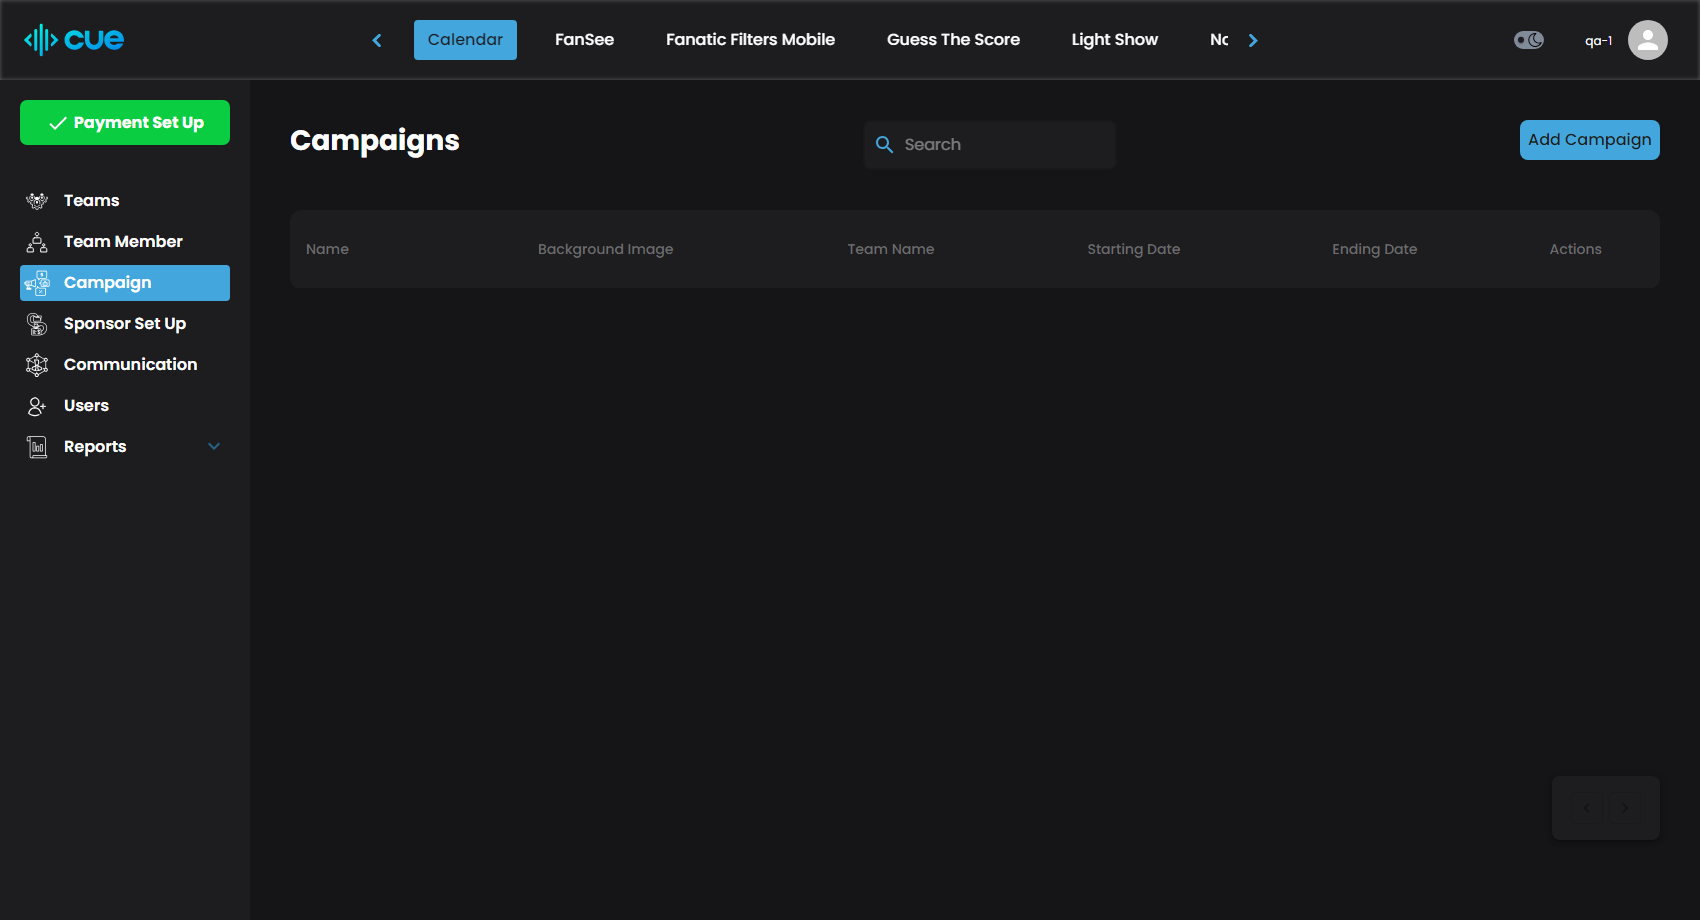 cue
Calendar
FanSee
Fanatic Filters Mobile
Guess The Score
Light Show
qa-1
Payment Set Up
Teams
Team Member
Campaign
Sponsor Set Up
Communication
Users
Reports
Campaigns
Search
Add Campaign
Name
Background Image
Team Name
Starting Date
Ending Date
Actions